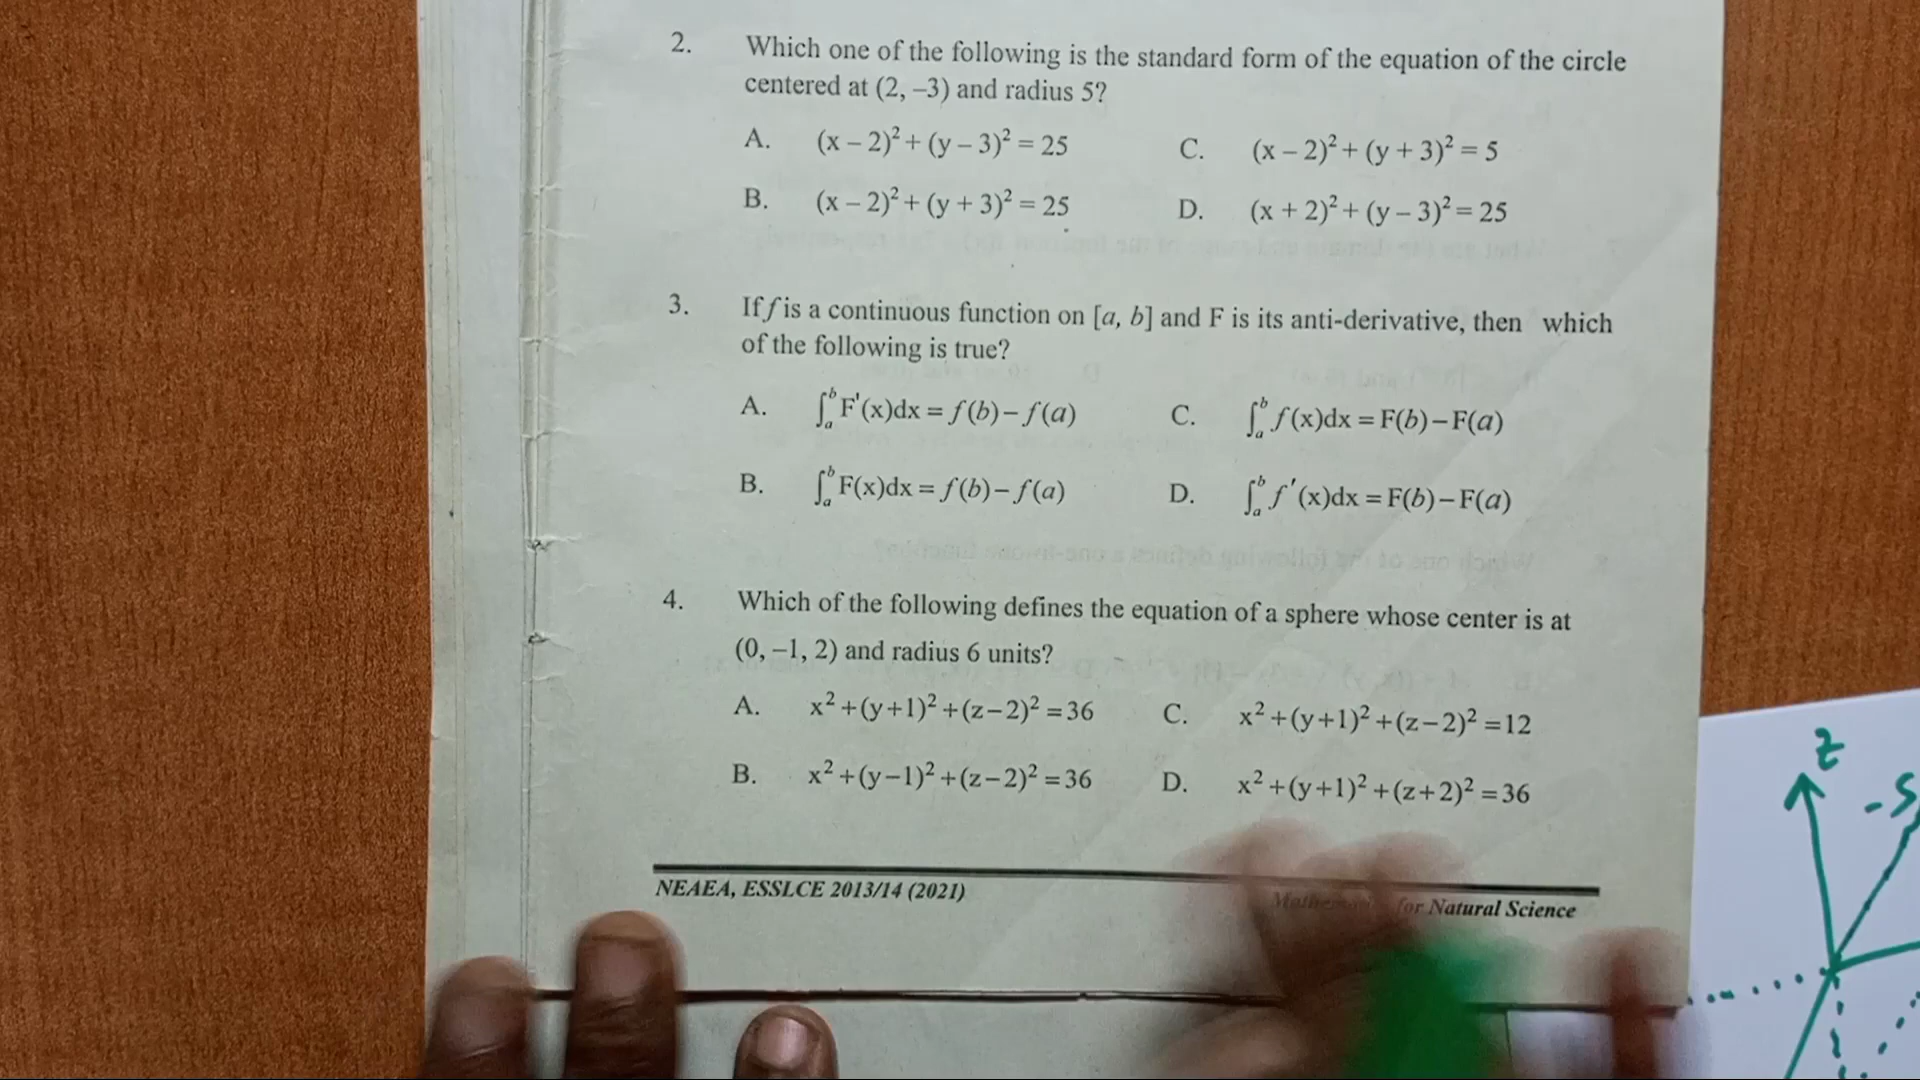 2. Which one of the following is the standard form of the equation of the circle
centered at (2, –3) and radius 5?
A. (x – 2)² + (y – 3)² = 25
C. (x – 2)² + (y + 3)² = 5
B. (x – 2)² + (y + 3)² = 25
D. (x + 2)² + (y – 3)² = 25
3. If f is a continuous function on [a, b] and F is its anti-derivative, then which
of the following is true?
A. ∫ₐᵇ F'(x)dx = f(b) – f(a)
C. ∫ₐᵇ f(x)dx = F(b) – F(a)
B. ∫ₐᵇ F(x)dx = f(b) – f(a)
D. ∫ₐᵇ f'(x)dx = F(b) – F(a)
4. Which of the following defines the equation of a sphere whose center is at
(0, –1, 2) and radius 6 units?
A. x² + (y+1)² + (z–2)² = 36
C. x² + (y+1)² + (z–2)² = 12
B. x² + (y–1)² + (z–2)² = 36
D. x² + (y+1)² + (z+2)² = 36
NEAEA, ESSLCE 2013/14 (2021)
for Natural Science
z